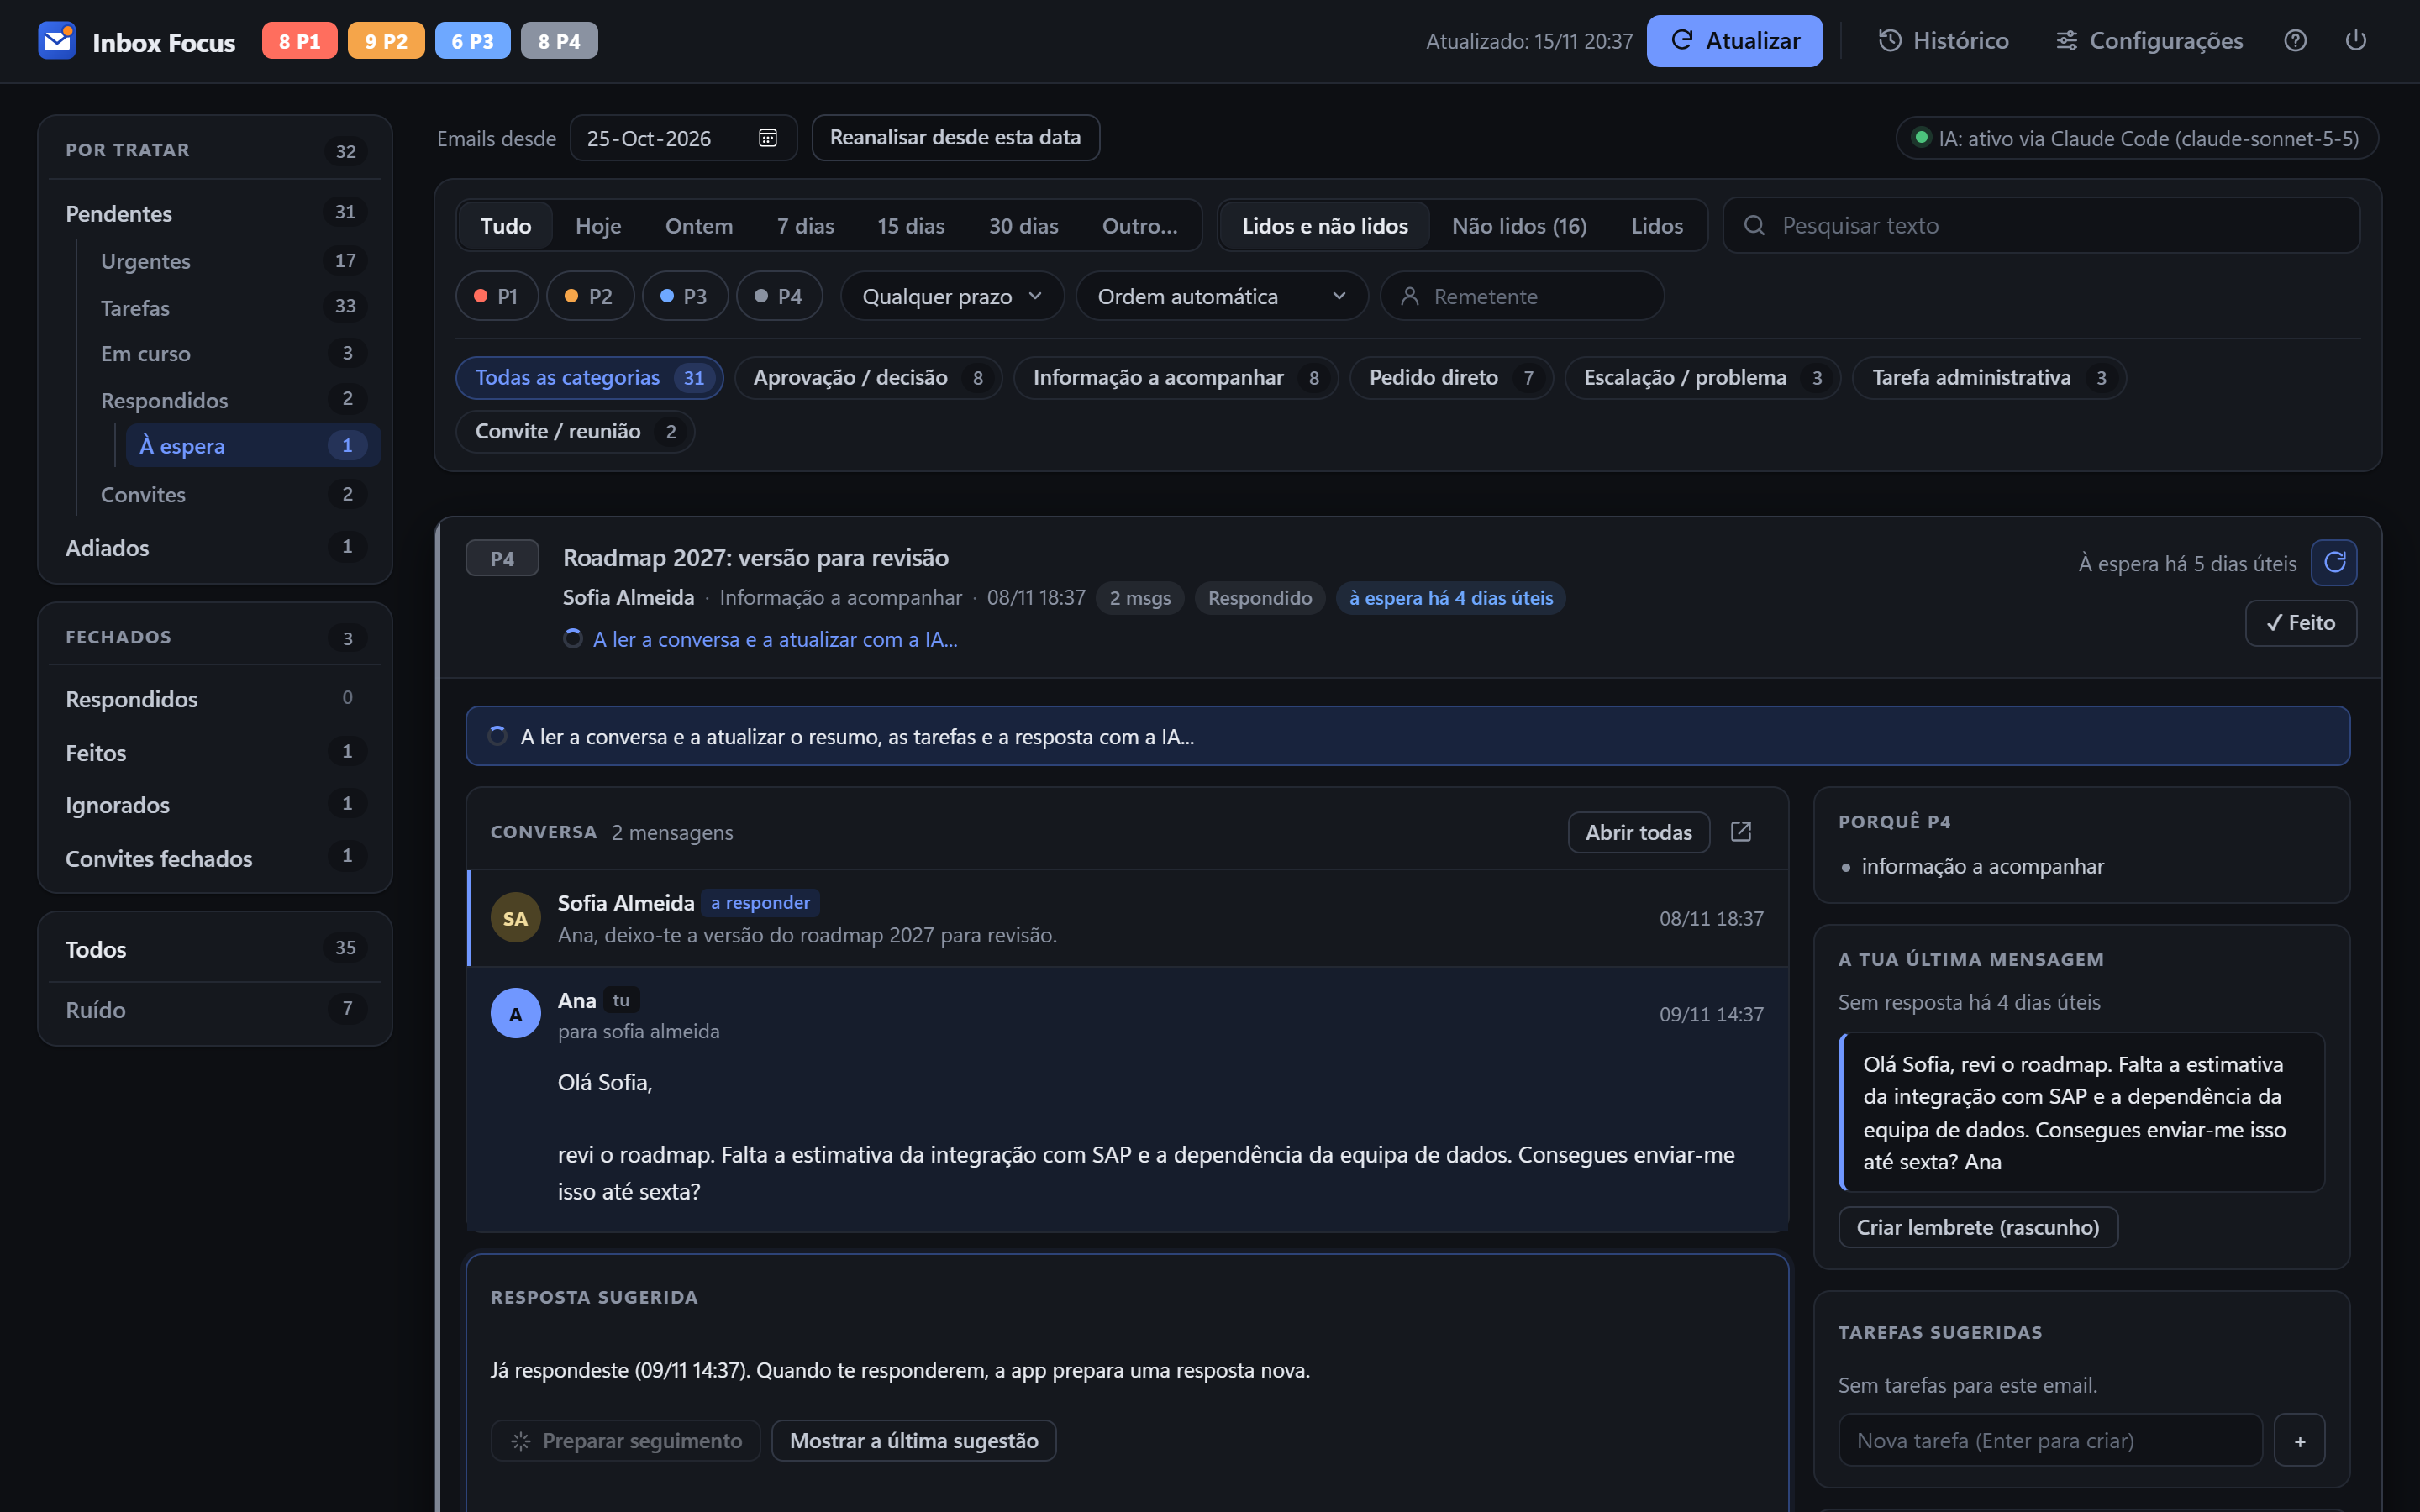 Inbox Focus
8 P1
9 P2
6 P3
8 P4
Atualizado: 15/11 20:37
Atualizar
Histórico
Configurações
POR TRATAR 32
Pendentes 31
Urgentes 17
Tarefas 33
Em curso 3
Respondidos 2
À espera 1
Convites 2
Adiados 1
FECHADOS 3
Respondidos 0
Feitos 1
Ignorados 1
Convites fechados 1
Todos 35
Ruído 7
Emails desde
25-Oct-2026
Reanalisar desde esta data
IA: ativo via Claude Code (claude-sonnet-5-5)
Tudo
Hoje
Ontem
7 dias
15 dias
30 dias
Outro...
Lidos e não lidos
Não lidos (16)
Lidos
Pesquisar texto
P1
P2
P3
P4
Qualquer prazo
Ordem automática
Remetente
Todas as categorias 31
Aprovação / decisão 8
Informação a acompanhar 8
Pedido direto 7
Escalação / problema 3
Tarefa administrativa 3
Convite / reunião 2
P4
Roadmap 2027: versão para revisão
À espera há 5 dias úteis
Sofia Almeida · Informação a acompanhar · 08/11 18:37
2 msgs
Respondido
à espera há 4 dias úteis
✓ Feito
A ler a conversa e a atualizar com a IA...
A ler a conversa e a atualizar o resumo, as tarefas e a resposta com a IA...
CONVERSA 2 mensagens
Abrir todas
SA
Sofia Almeida a responder
08/11 18:37
Ana, deixo-te a versão do roadmap 2027 para revisão.
A
Ana tu
09/11 14:37
para sofia almeida
Olá Sofia,
revi o roadmap. Falta a estimativa da integração com SAP e a dependência da equipa de dados. Consegues enviar-me
isso até sexta?
RESPOSTA SUGERIDA
Já respondeste (09/11 14:37). Quando te responderem, a app prepara uma resposta nova.
Preparar seguimento
Mostrar a última sugestão
PORQUÊ P4
informação a acompanhar
A TUA ÚLTIMA MENSAGEM
Sem resposta há 4 dias úteis
Olá Sofia, revi o roadmap. Falta a estimativa
da integração com SAP e a dependência da
equipa de dados. Consegues enviar-me isso
até sexta? Ana
Criar lembrete (rascunho)
TAREFAS SUGERIDAS
Sem tarefas para este email.
Nova tarefa (Enter para criar)
+